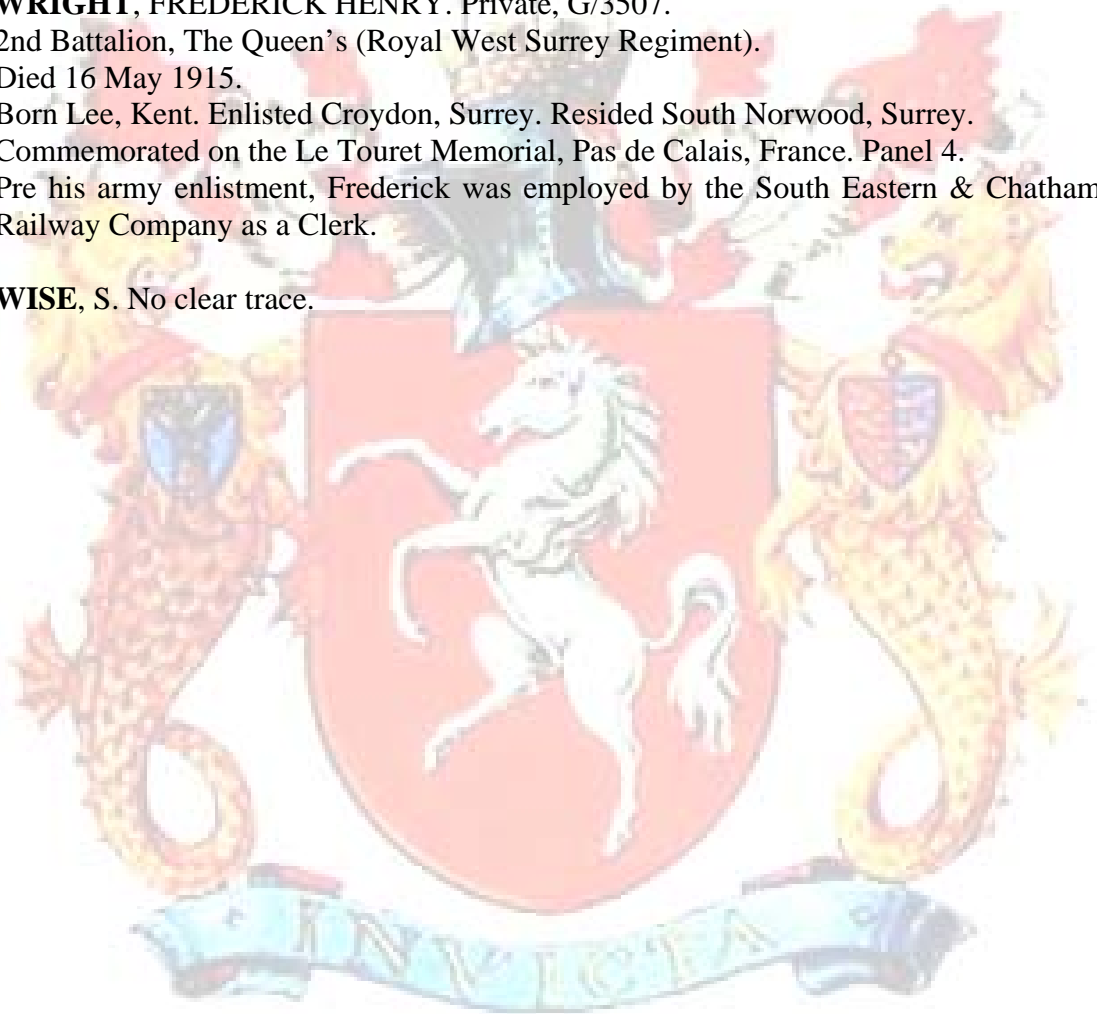 WRIGHT, FREDERICK HENRY. Private, G/3507.
2nd Battalion, The Queen’s (Royal West Surrey Regiment).
Died 16 May 1915.
Born Lee, Kent. Enlisted Croydon, Surrey. Resided South Norwood, Surrey.
Commemorated on the Le Touret Memorial, Pas de Calais, France. Panel 4.
Pre his army enlistment, Frederick was employed by the South Eastern & Chatham
Railway Company as a Clerk.
WISE, S. No clear trace.
INVICTA